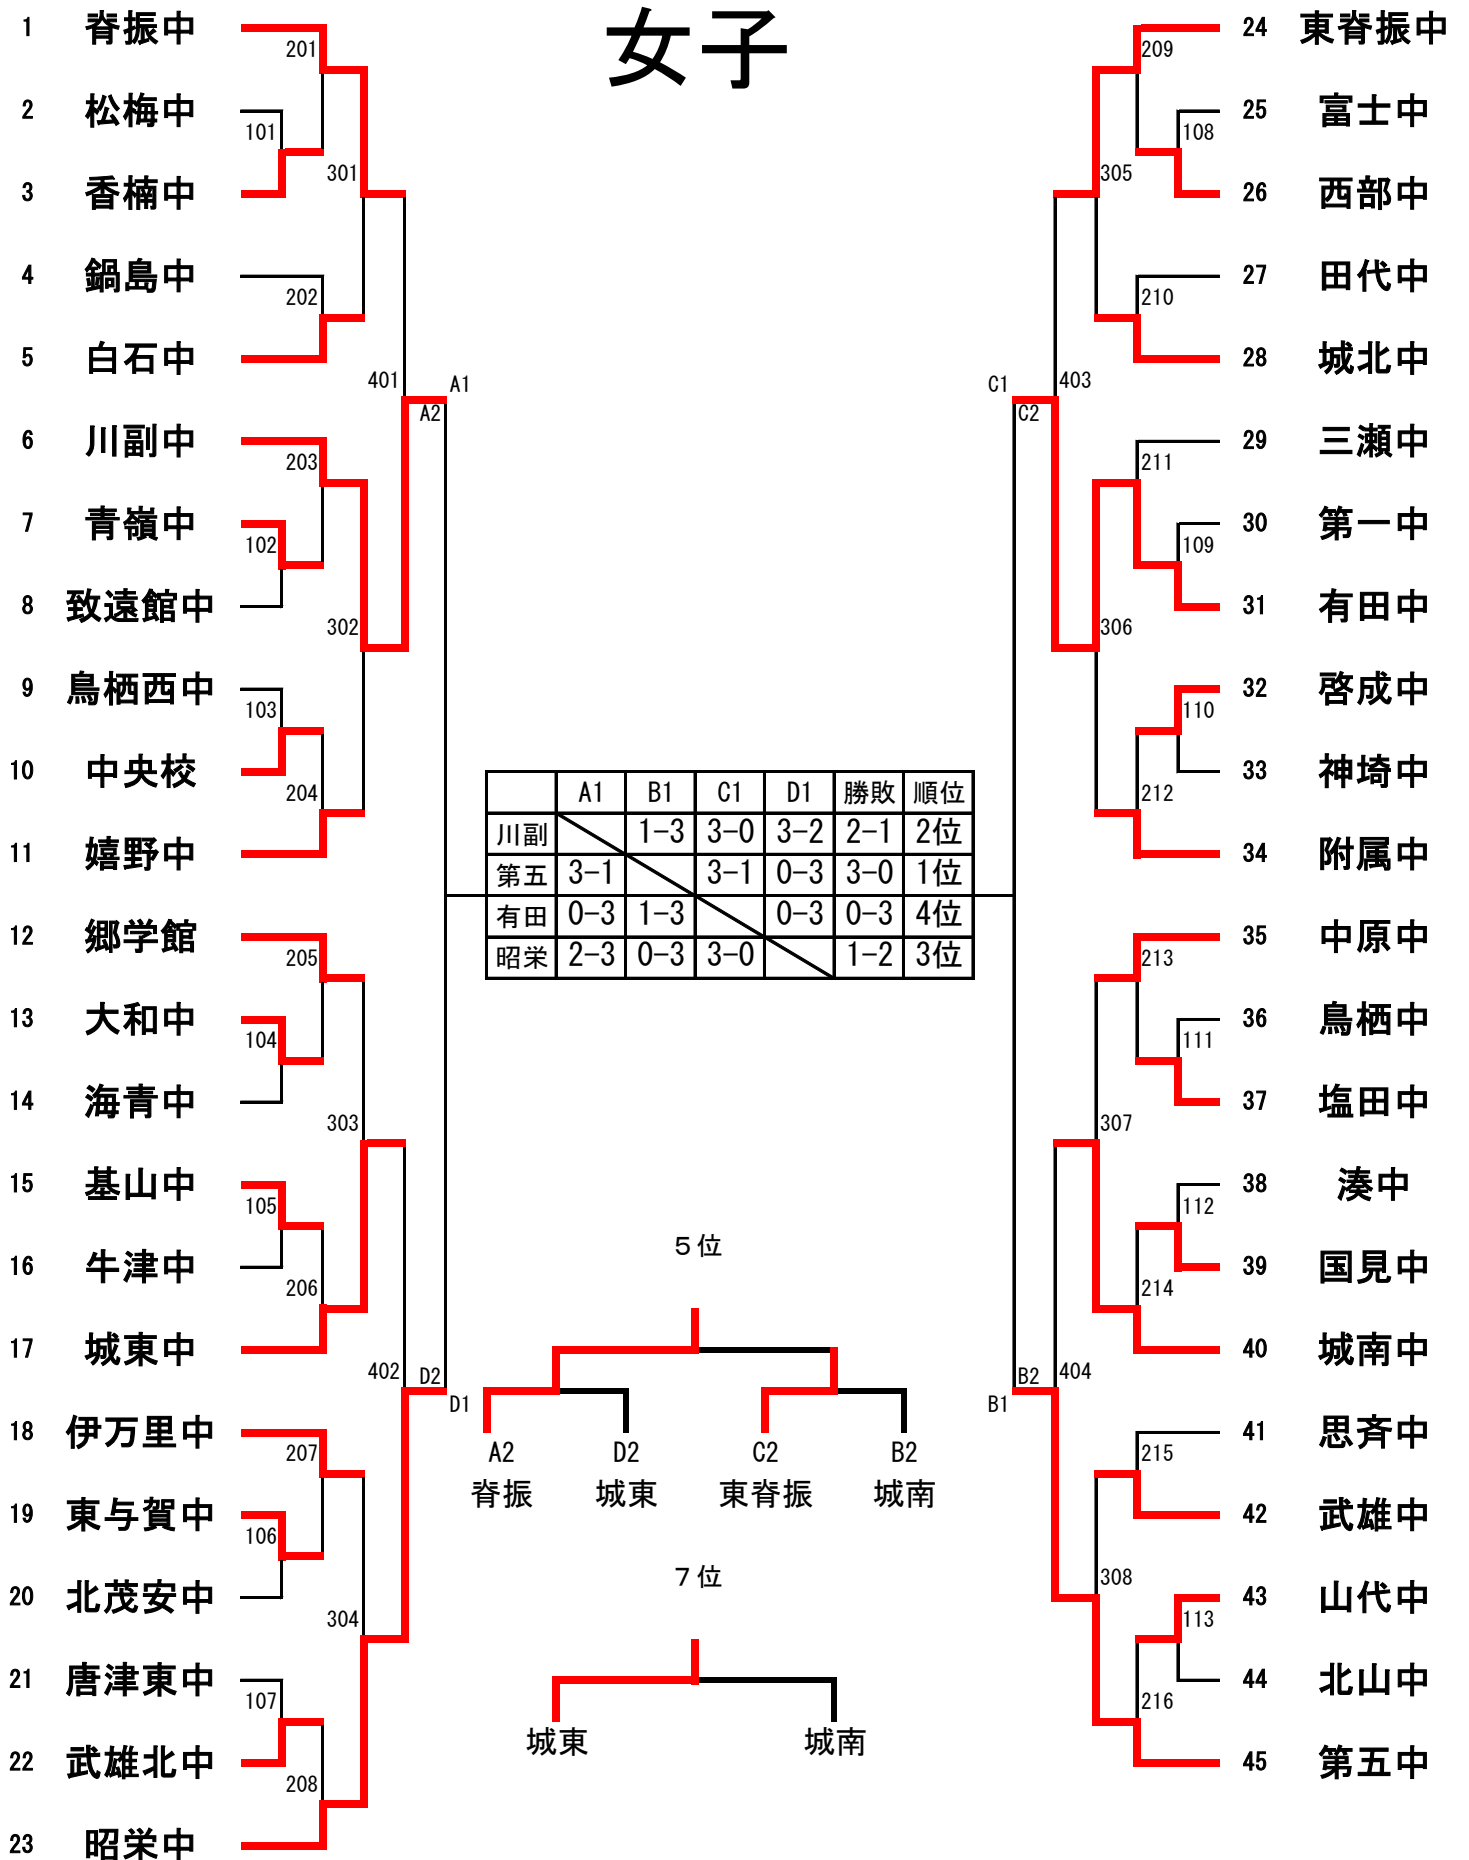 女子
1 脊振中
2 松梅中
3 香楠中
4 鍋島中
5 白石中
6 川副中
7 青嶺中
8 致遠館中
9 鳥栖西中
10 中央校
11 嬉野中
12 郷学館
13 大和中
14 海青中
15 基山中
16 牛津中
17 城東中
18 伊万里中
19 東与賀中
20 北茂安中
21 唐津東中
22 武雄北中
23 昭栄中
201
101
301
202
401
A1
A2
203
102
302
103
204
205
104
303
105
206
402
D2
D1
207
106
304
107
208
A1 B1 C1 D1 勝敗 順位
川副 1-3 3-0 3-2 2-1 2位
第五 3-1 3-1 0-3 3-0 1位
有田 0-3 1-3 0-3 0-3 4位
昭栄 2-3 0-3 3-0 1-2 3位
5位
A2 D2 C2 B2
脊振 城東 東脊振 城南
7位
城東 城南
209
108
305
210
C1
C2
403
211
109
306
110
212
213
111
307
112
214
B2
B1
404
215
308
113
216
24 東脊振中
25 富士中
26 西部中
27 田代中
28 城北中
29 三瀬中
30 第一中
31 有田中
32 啓成中
33 神埼中
34 附属中
35 中原中
36 鳥栖中
37 塩田中
38 湊中
39 国見中
40 城南中
41 思斉中
42 武雄中
43 山代中
44 北山中
45 第五中